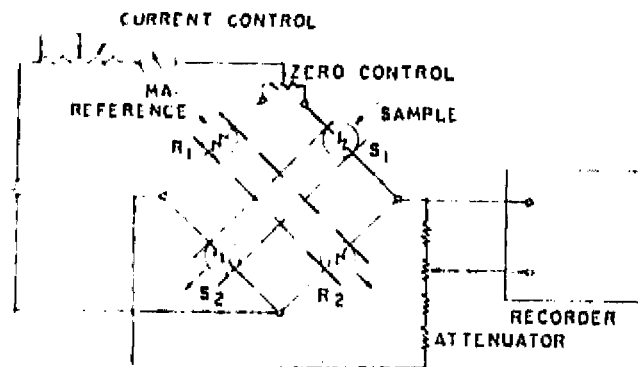 CURRENT CONTROL
ZERO CONTROL
MA.
REFERENCE
SAMPLE
R1
S1
S2
R2
RECORDER
ATTENUATOR